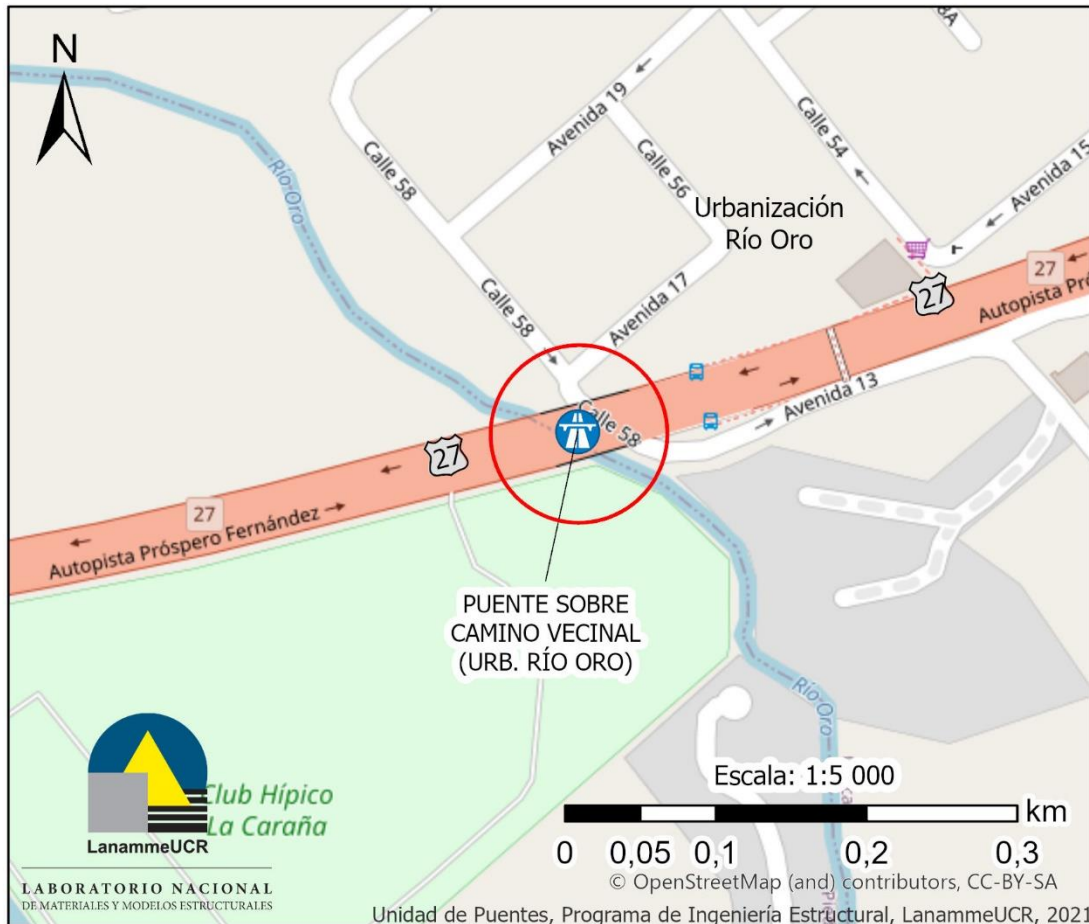 N
Río Oro
Calle 58
Avenida 19
Calle 56
Calle 54
Avenida 15
Urbanización
Río Oro
Calle 58
Avenida 17
27
27
Autopista Pró
Avenida 13
Calle 58
27
27
Autopista Próspero Fernández
PUENTE SOBRE
CAMINO VECINAL
(URB. RÍO ORO)
Río Oro
Club Hípico
La Caraña
LanammeUCR
LABORATORIO NACIONAL
DE MATERIALES Y MODELOS ESTRUCTURALES
Escala: 1:5 000
km
0 0,05 0,1 0,2 0,3
© OpenStreetMap (and) contributors, CC-BY-SA
Unidad de Puentes, Programa de Ingeniería Estructural, LanammeUCR, 202